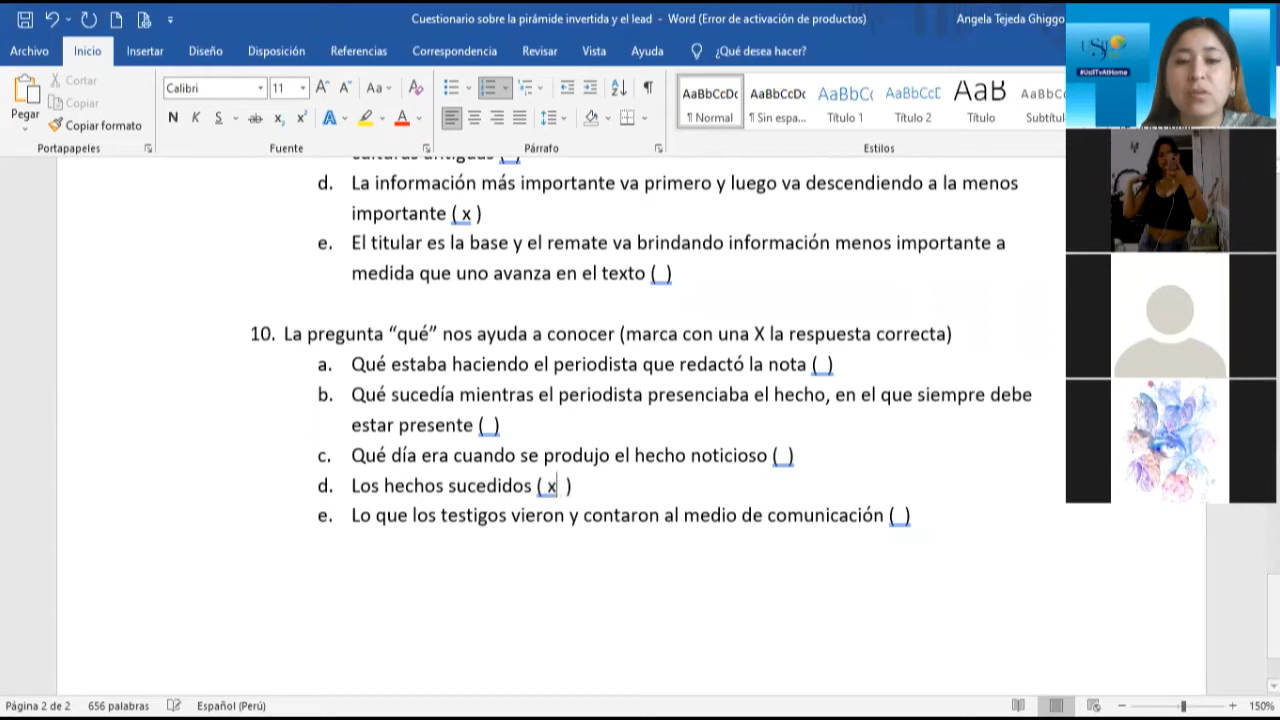 Cuestionario sobre la pirámide invertida y el lead - Word (Error de activación de productos)
Angela Tejeda Ghiggo
Archivo Inicio Insertar Diseño Disposición Referencias Correspondencia Revisar Vista Ayuda ¿Qué desea hacer?
Cortar
Copiar
Copiar formato
Pegar
Calibri 11
AaBbCcDc AaBbCcDc AaBbC AaBbCcD AaB AaBbC
¶ Normal ¶ Sin espa... Título 1 Título 2 Título Subtítul
Portapapeles Fuente Párrafo Estilos
#UsilTvAtHome
d. La información más importante va primero y luego va descendiendo a la menos
importante ( x )
e. El titular es la base y el remate va brindando información menos importante a
medida que uno avanza en el texto ( )
10. La pregunta “qué” nos ayuda a conocer (marca con una X la respuesta correcta)
a. Qué estaba haciendo el periodista que redactó la nota ( )
b. Qué sucedía mientras el periodista presenciaba el hecho, en el que siempre debe
estar presente ( )
c. Qué día era cuando se produjo el hecho noticioso ( )
d. Los hechos sucedidos ( x )
e. Lo que los testigos vieron y contaron al medio de comunicación ( )
Página 2 de 2 656 palabras Español (Perú) 150%